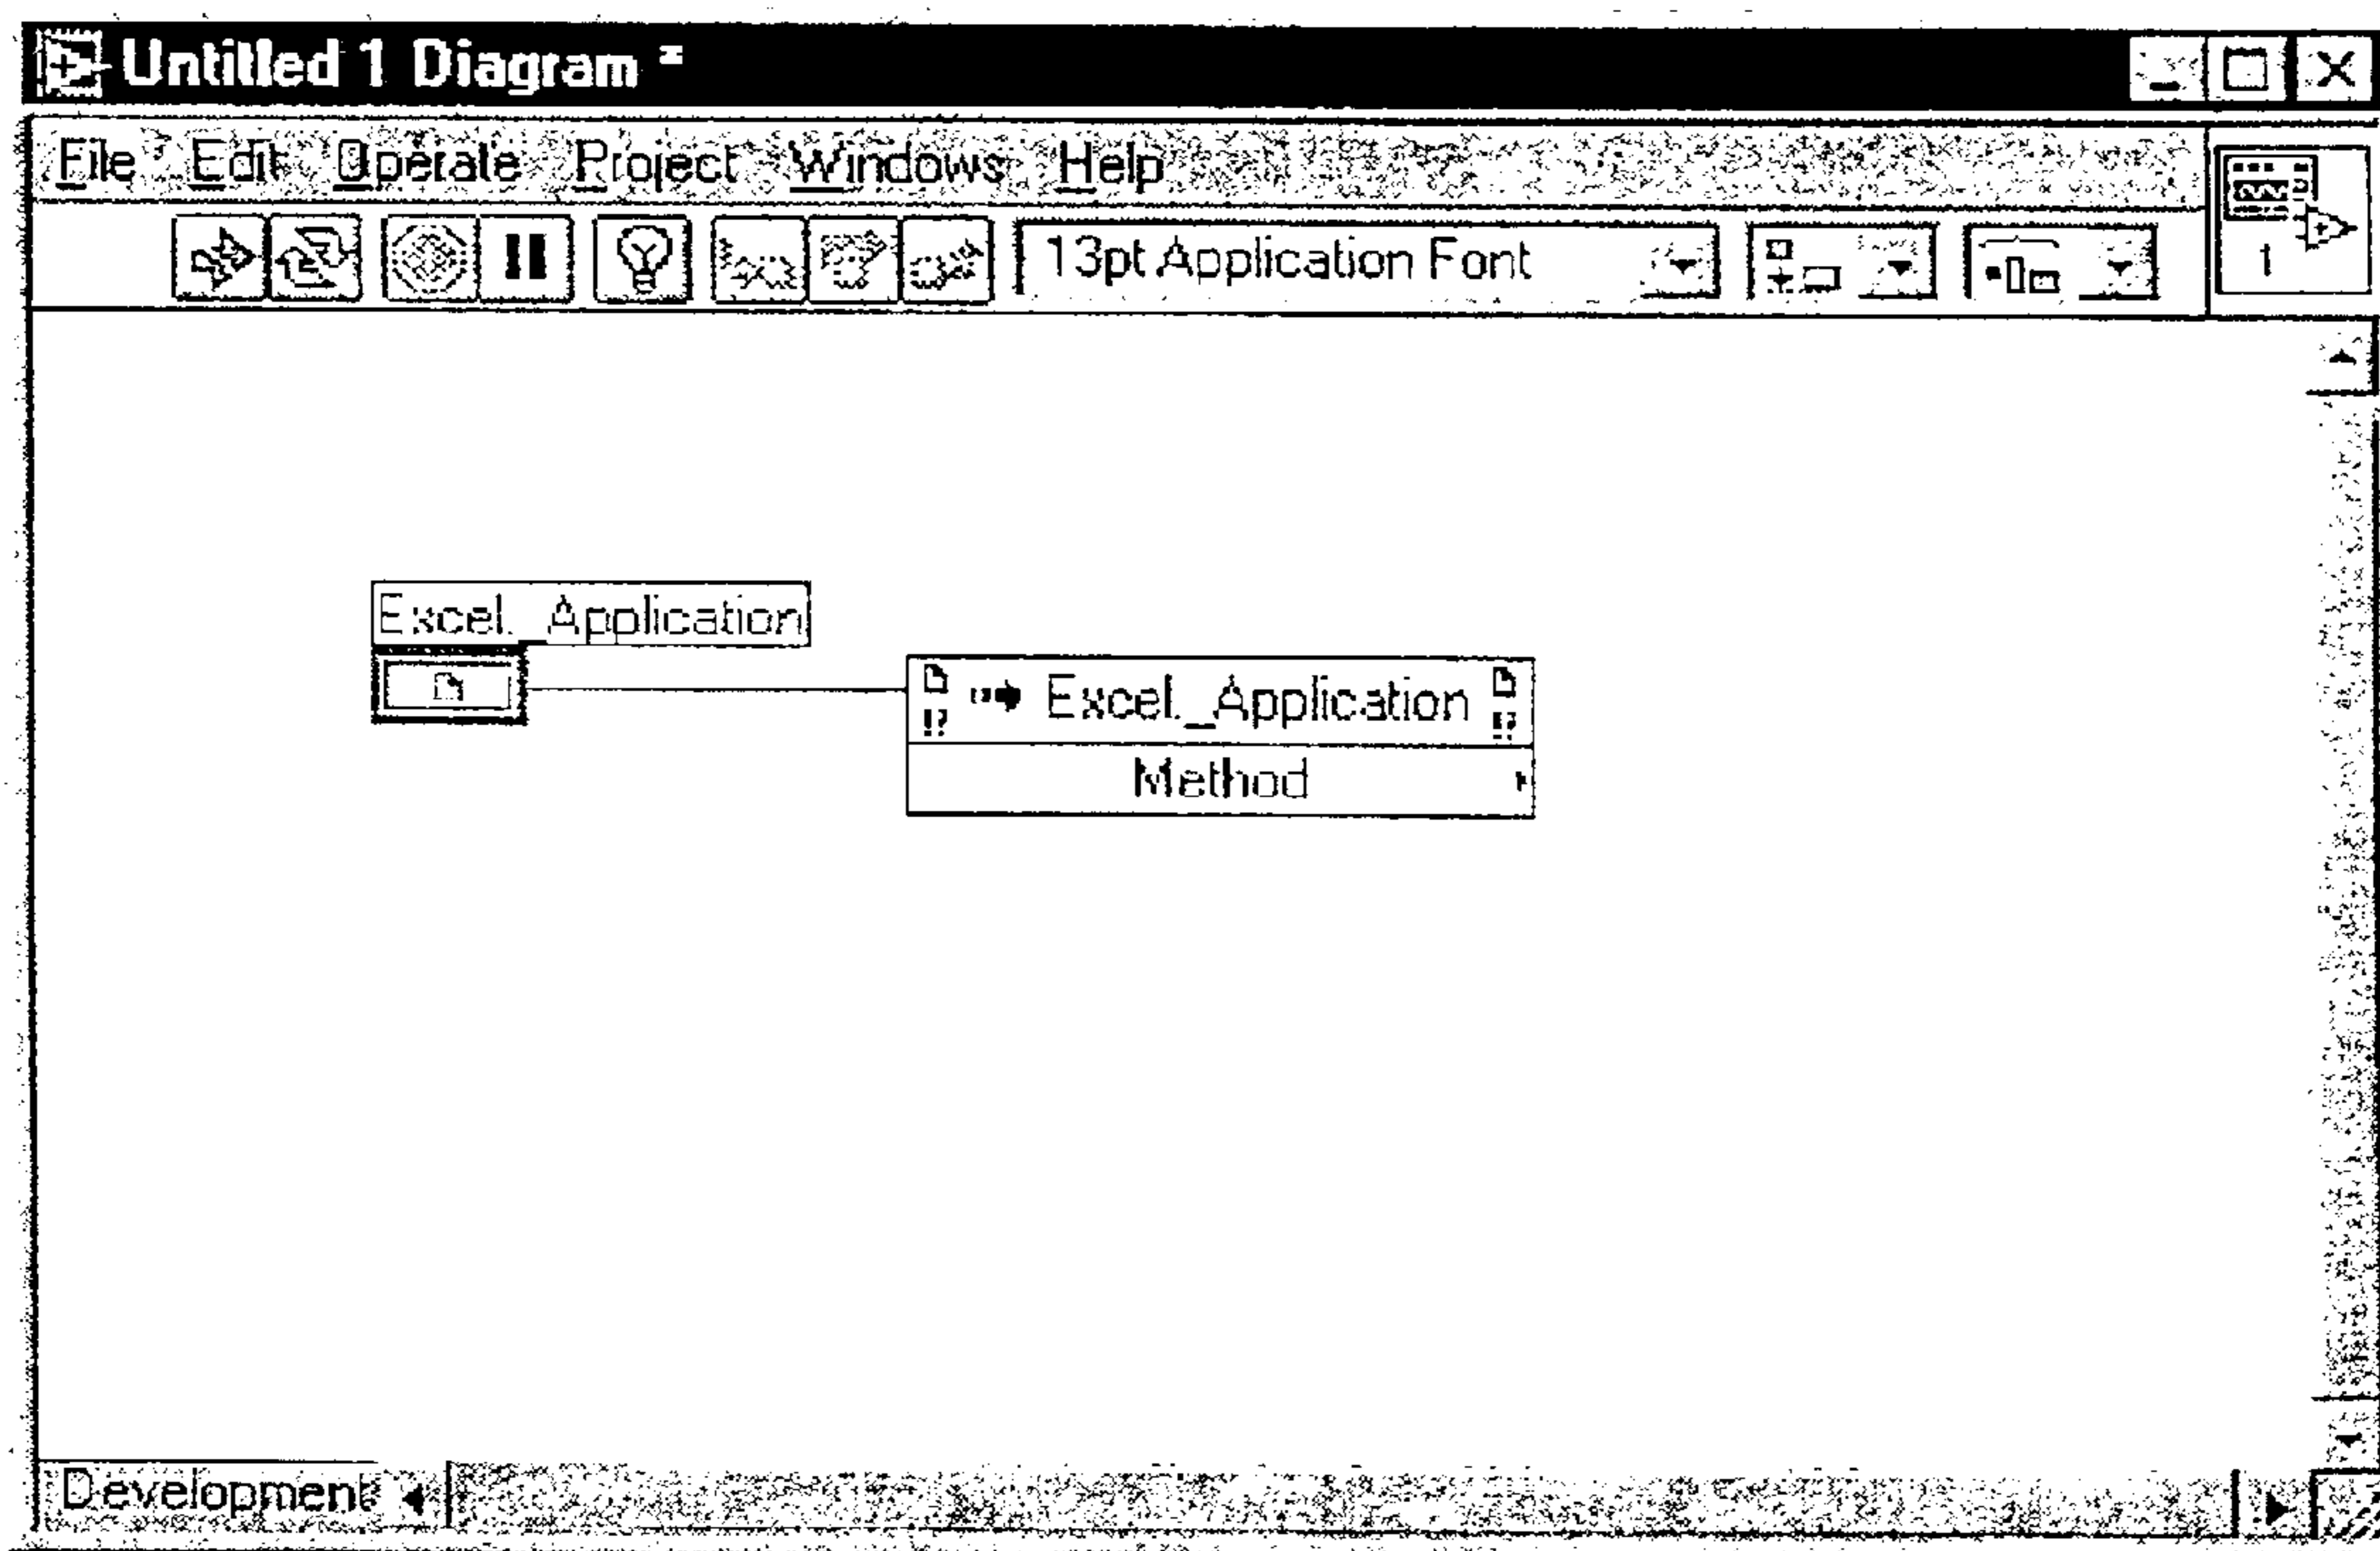 Untitled 1 Diagram *
File Edit Operate Project Windows Help
13pt Application Font
1
Excel._Application
!? Excel._Application !?
Method
Development